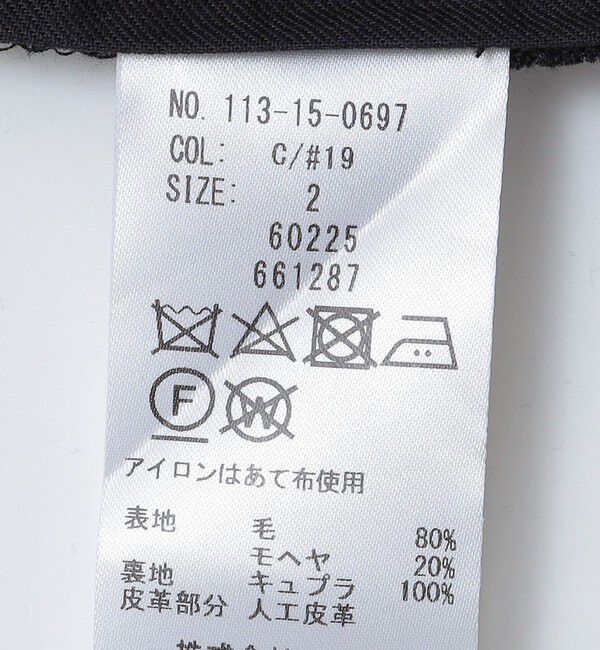 NO. 113-15-0697
COL: C/#19
SIZE: 2
60225
661287
F W
アイロンはあて布使用
表地 毛 80%
モヘヤ 20%
裏地 キュプラ 100%
皮革部分 人工皮革